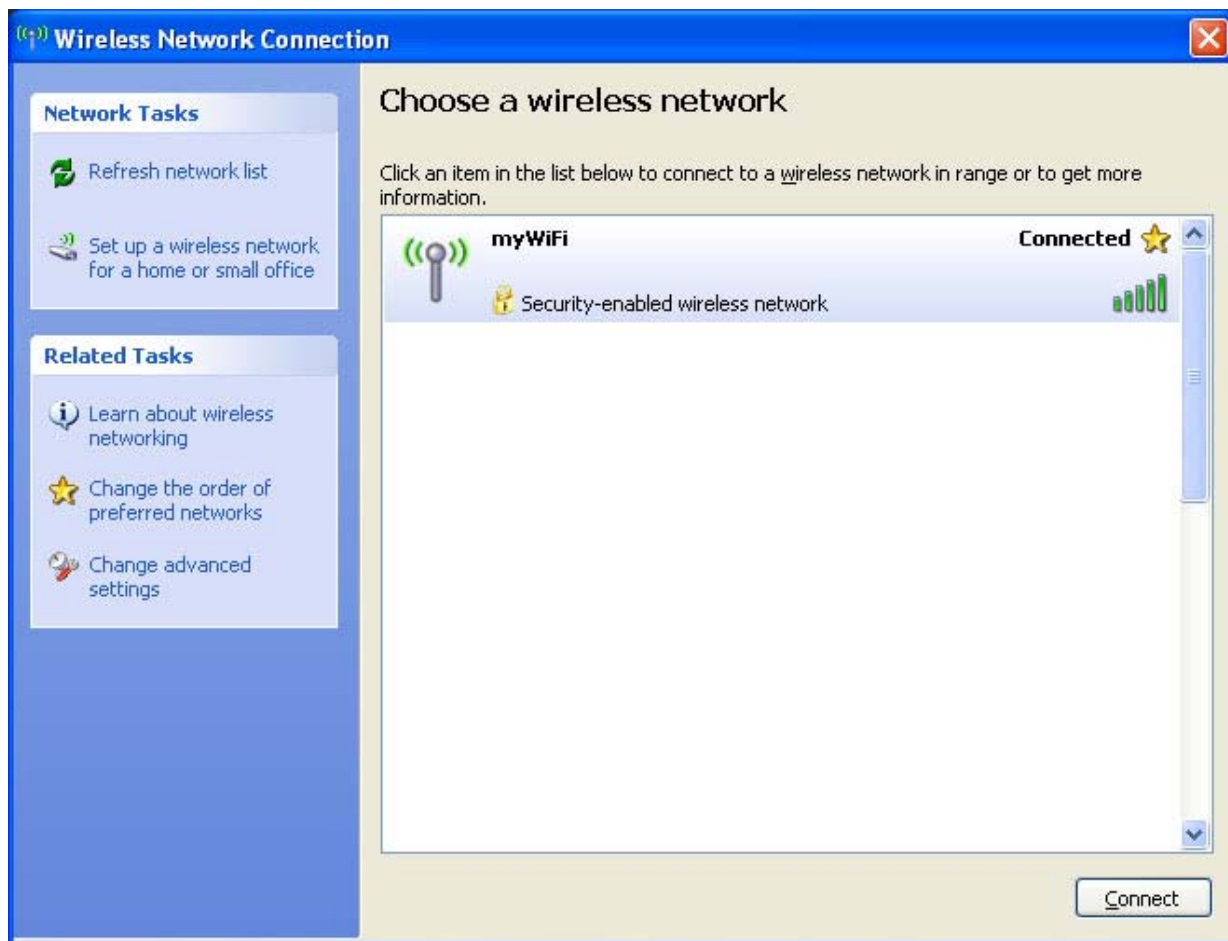 Wireless Network Connection
Network Tasks
Refresh network list
Set up a wireless network
for a home or small office
Related Tasks
Learn about wireless
networking
Change the order of
preferred networks
Change advanced
settings
Choose a wireless network
Click an item in the list below to connect to a wireless network in range or to get more
information.
myWiFi
Connected
Security-enabled wireless network
Connect